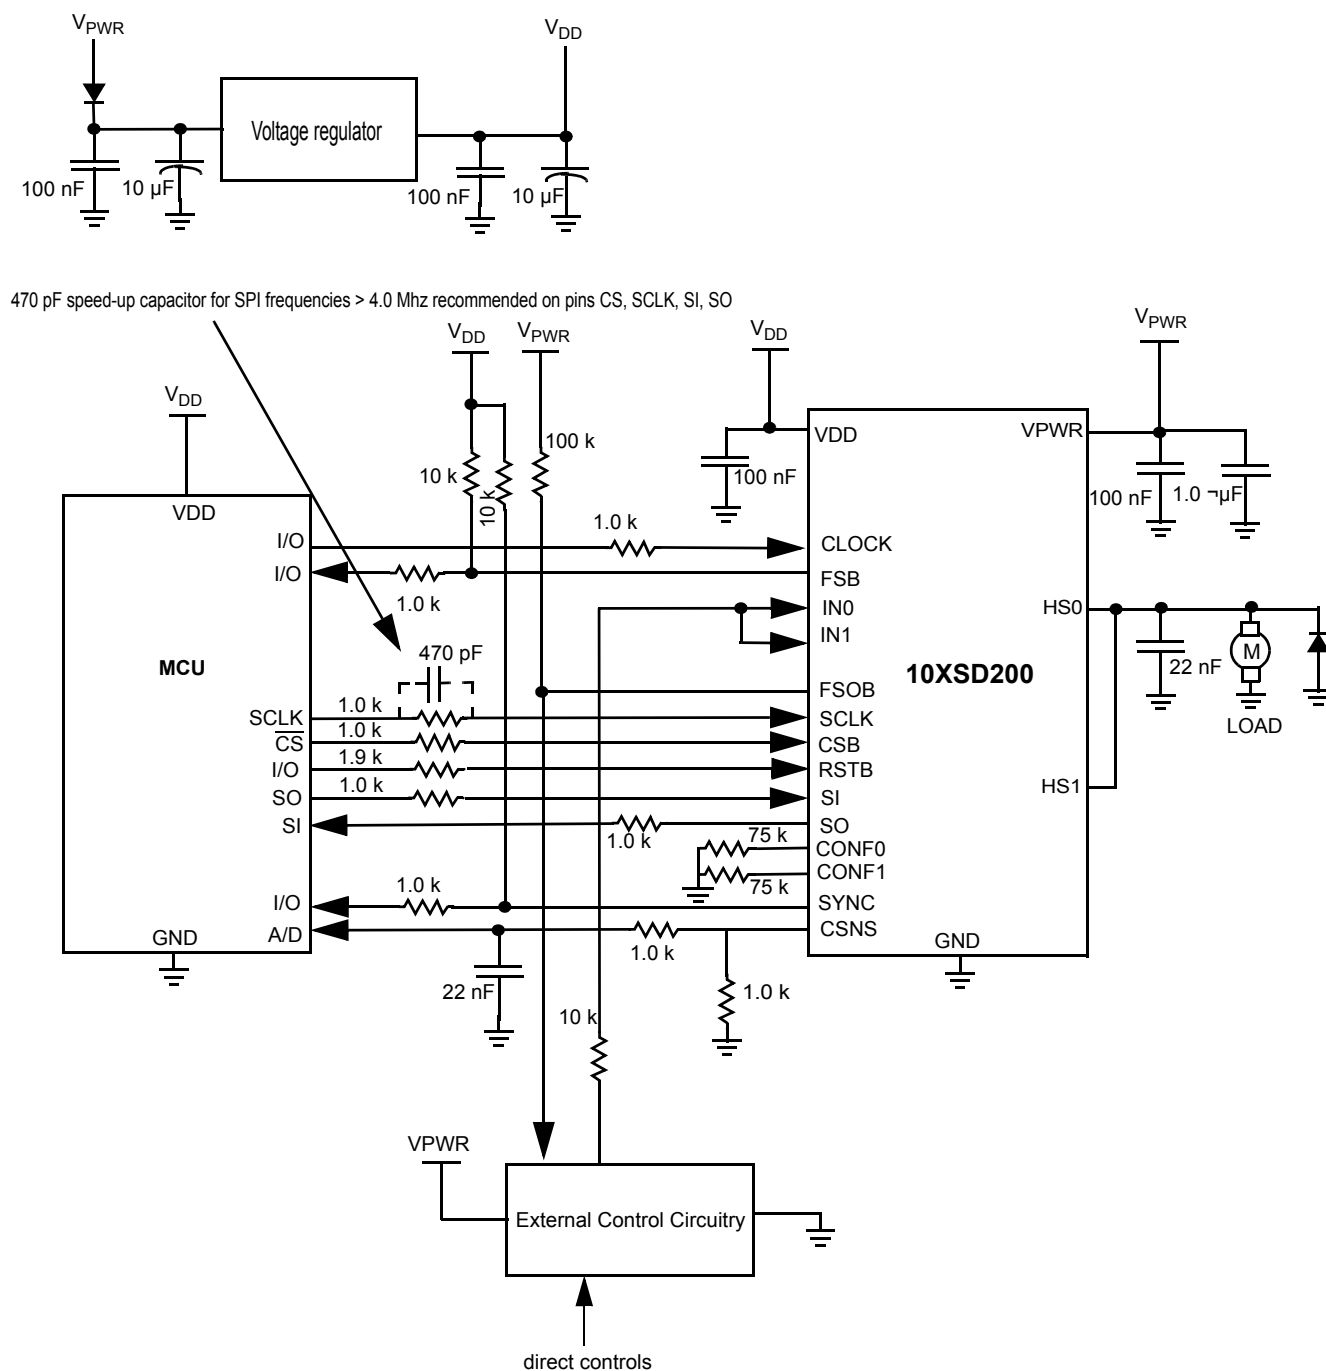 VPWR
VDD
Voltage regulator
100 nF
10 µF
100 nF
10 µF
470 pF speed-up capacitor for SPI frequencies > 4.0 Mhz recommended on pins CS, SCLK, SI, SO
VDD
VPWR
VDD
VPWR
VDD
10 k
10 k
100 k
100 nF
100 nF
1.0 ¬µF
MCU
VDD
I/O
I/O
SCLK
CS
I/O
SO
SI
I/O
A/D
GND
1.0 k
1.0 k
470 pF
1.0 k
1.0 k
1.9 k
1.0 k
1.0 k
75 k
75 k
1.0 k
1.0 k
22 nF
1.0 k
10 k
10XSD200
VDD
CLOCK
FSB
IN0
IN1
FSOB
SCLK
CSB
RSTB
SI
SO
CONF0
CONF1
SYNC
CSNS
GND
VPWR
HS0
HS1
22 nF
M
LOAD
VPWR
External Control Circuitry
direct controls